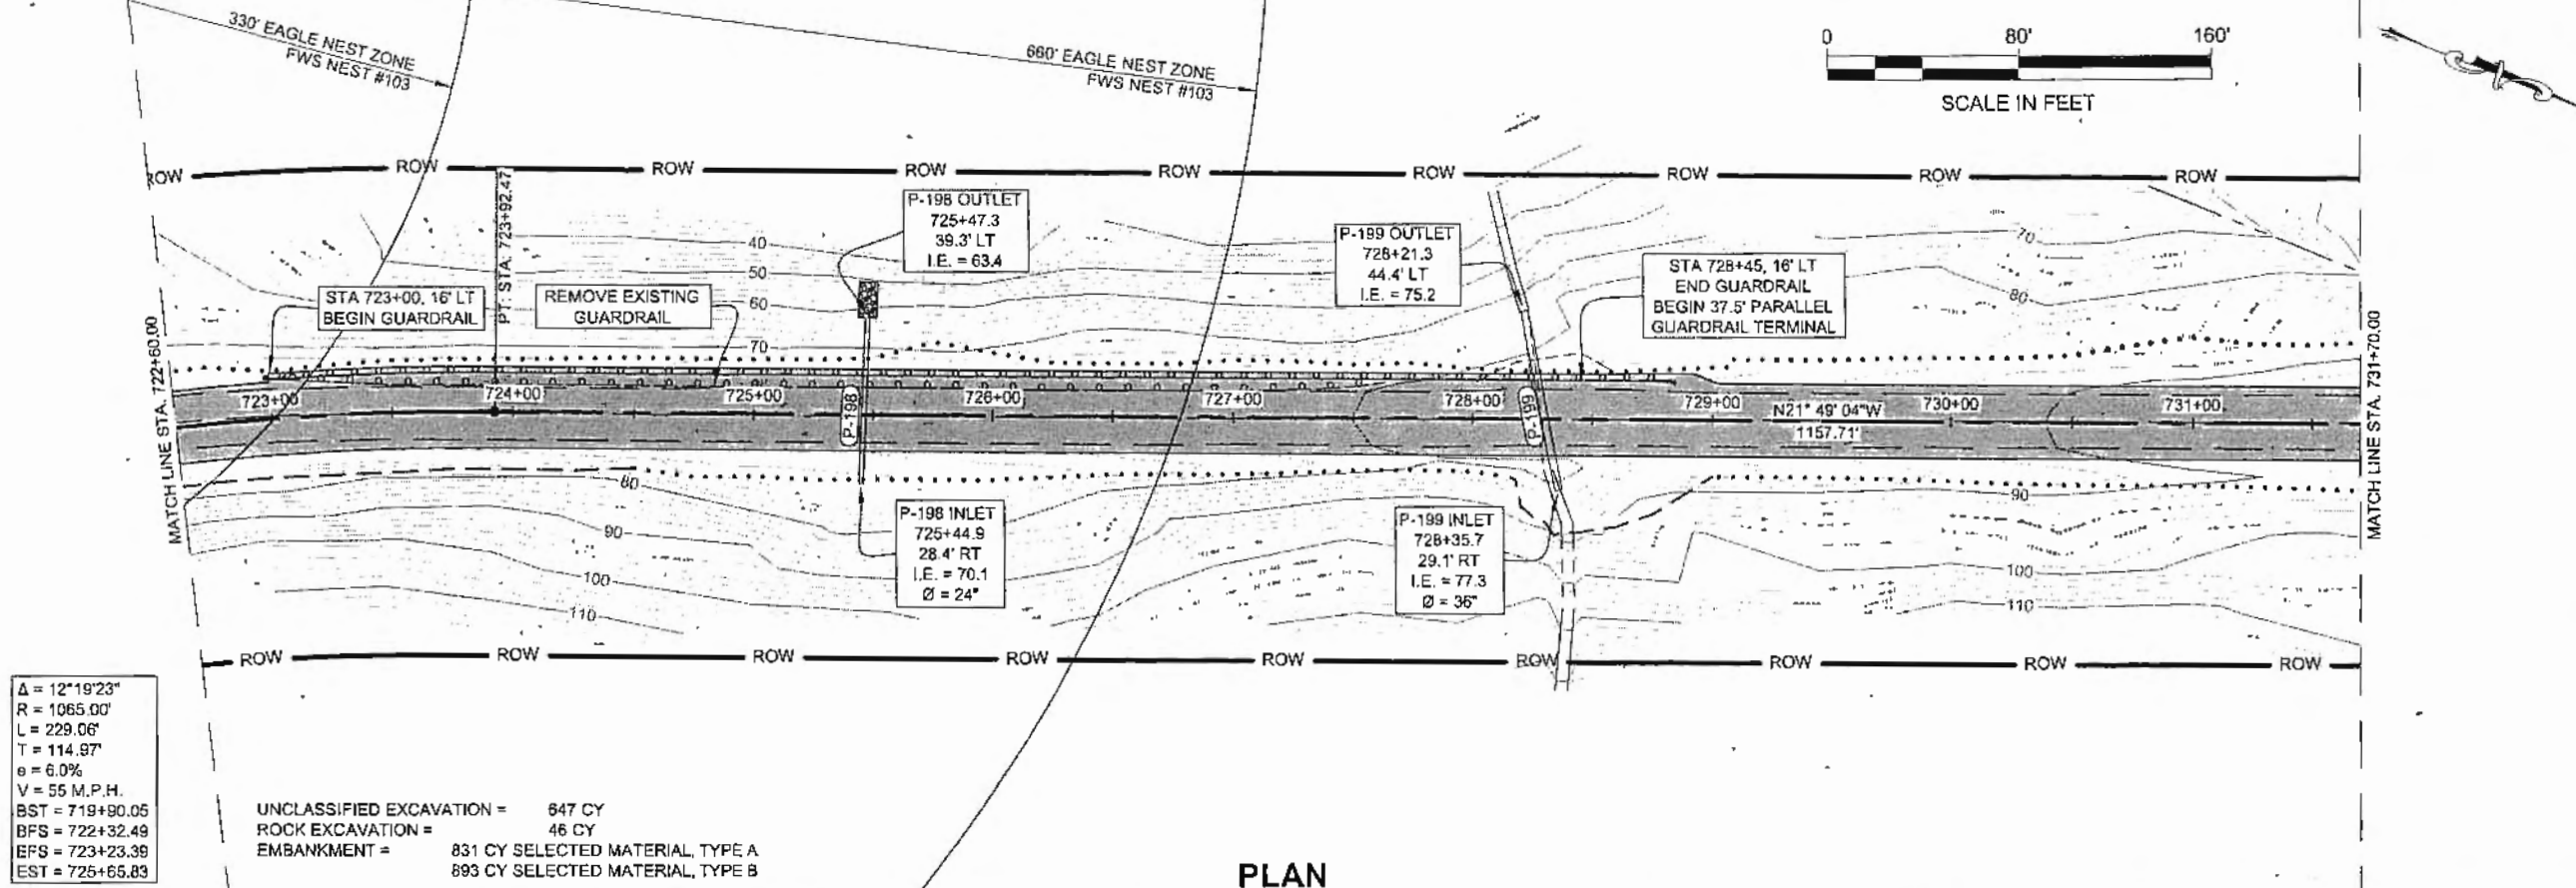 330' EAGLE NEST ZONE
FWS NEST #103
660' EAGLE NEST ZONE
FWS NEST #103
0 80' 160'
SCALE IN FEET
ROW ROW ROW ROW ROW ROW ROW ROW ROW
PT: STA. 723+92.47
P-198 OUTLET
725+47.3
39.3' LT
I.E. = 63.4
P-199 OUTLET
728+21.3
44.4' LT
I.E. = 75.2
STA 728+45, 16' LT
END GUARDRAIL
BEGIN 37.5' PARALLEL
GUARDRAIL TERMINAL
STA 723+00, 16' LT
BEGIN GUARDRAIL
REMOVE EXISTING
GUARDRAIL
40
50
60
70
70
80
MATCH LINE STA. 722+60.00
723+00 724+00 725+00 726+00 727+00 728+00 729+00 730+00 731+00
P-198
P-199
N21° 49' 04"W
1157.71'
MATCH LINE STA. 731+70.00
80
90
100
110
90
100
110
P-198 INLET
725+44.9
28.4' RT
I.E. = 70.1
Ø = 24"
P-199 INLET
728+35.7
29.1' RT
I.E. = 77.3
Ø = 36"
ROW ROW ROW ROW ROW ROW ROW ROW ROW
Δ = 12°19'23"
R = 1065.00'
L = 229.06'
T = 114.97'
e = 6.0%
V = 55 M.P.H.
BST = 719+90.05
BFS = 722+32.49
EFS = 723+23.39
EST = 725+65.83
UNCLASSIFIED EXCAVATION = 647 CY
ROCK EXCAVATION = 46 CY
EMBANKMENT = 831 CY SELECTED MATERIAL, TYPE A
893 CY SELECTED MATERIAL, TYPE B
PLAN